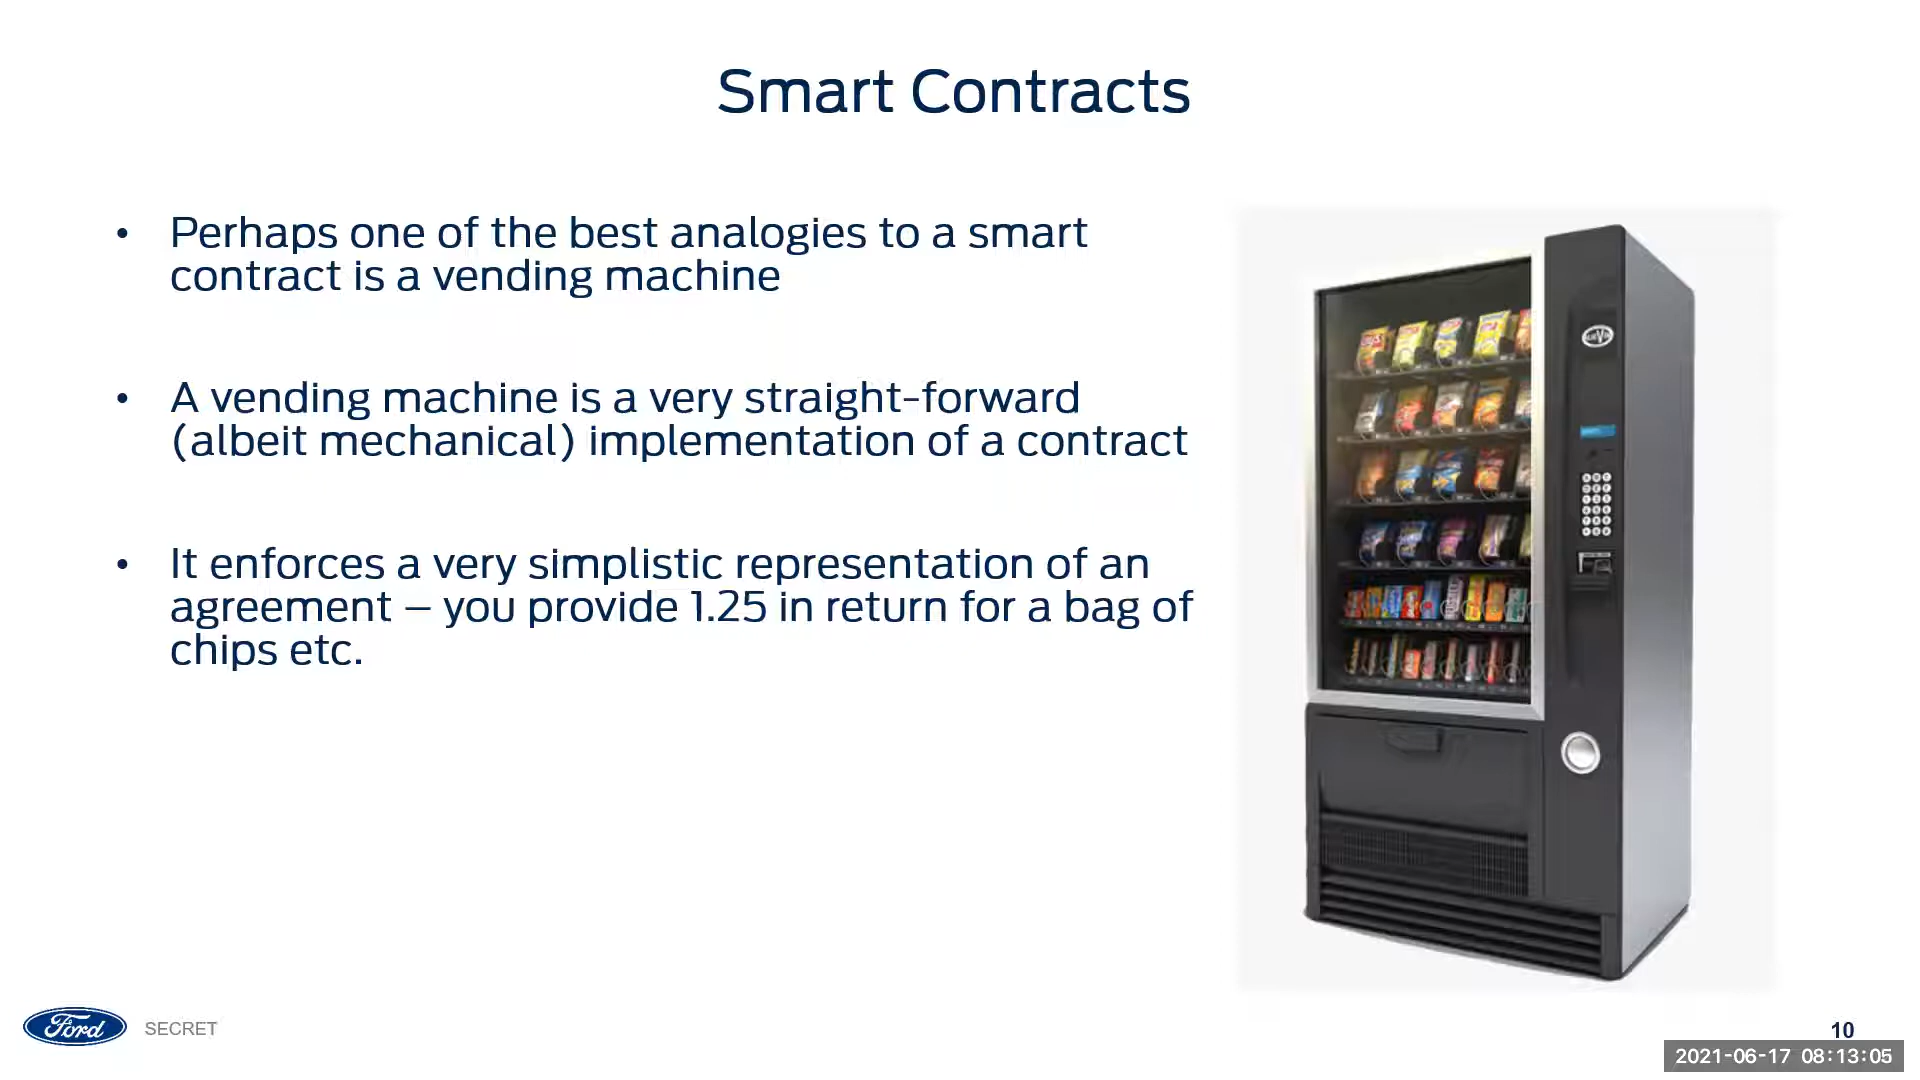 Smart Contracts
• Perhaps one of the best analogies to a smart
contract is a vending machine
• A vending machine is a very straight-forward
(albeit mechanical) implementation of a contract
• It enforces a very simplistic representation of an
agreement – you provide 1.25 in return for a bag of
chips etc.
Ford
SECRET
10
2021-06-17 08:13:05